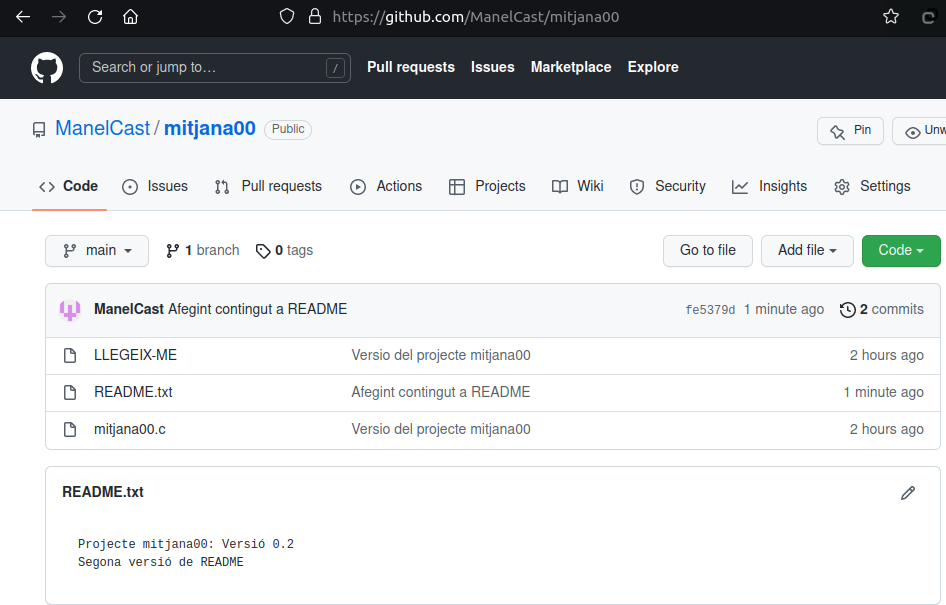 https://github.com/ManelCast/mitjana00
Search or jump to… / Pull requests Issues Marketplace Explore
ManelCast / mitjana00 Public Pin Unw
Code Issues Pull requests Actions Projects Wiki Security Insights Settings
main 1 branch 0 tags Go to file Add file Code
ManelCast Afegint contingut a README fe5379d 1 minute ago 2 commits
LLEGEIX-ME Versio del projecte mitjana00 2 hours ago
README.txt Afegint contingut a README 1 minute ago
mitjana00.c Versio del projecte mitjana00 2 hours ago
README.txt
Projecte mitjana00: Versió 0.2
Segona versió de README